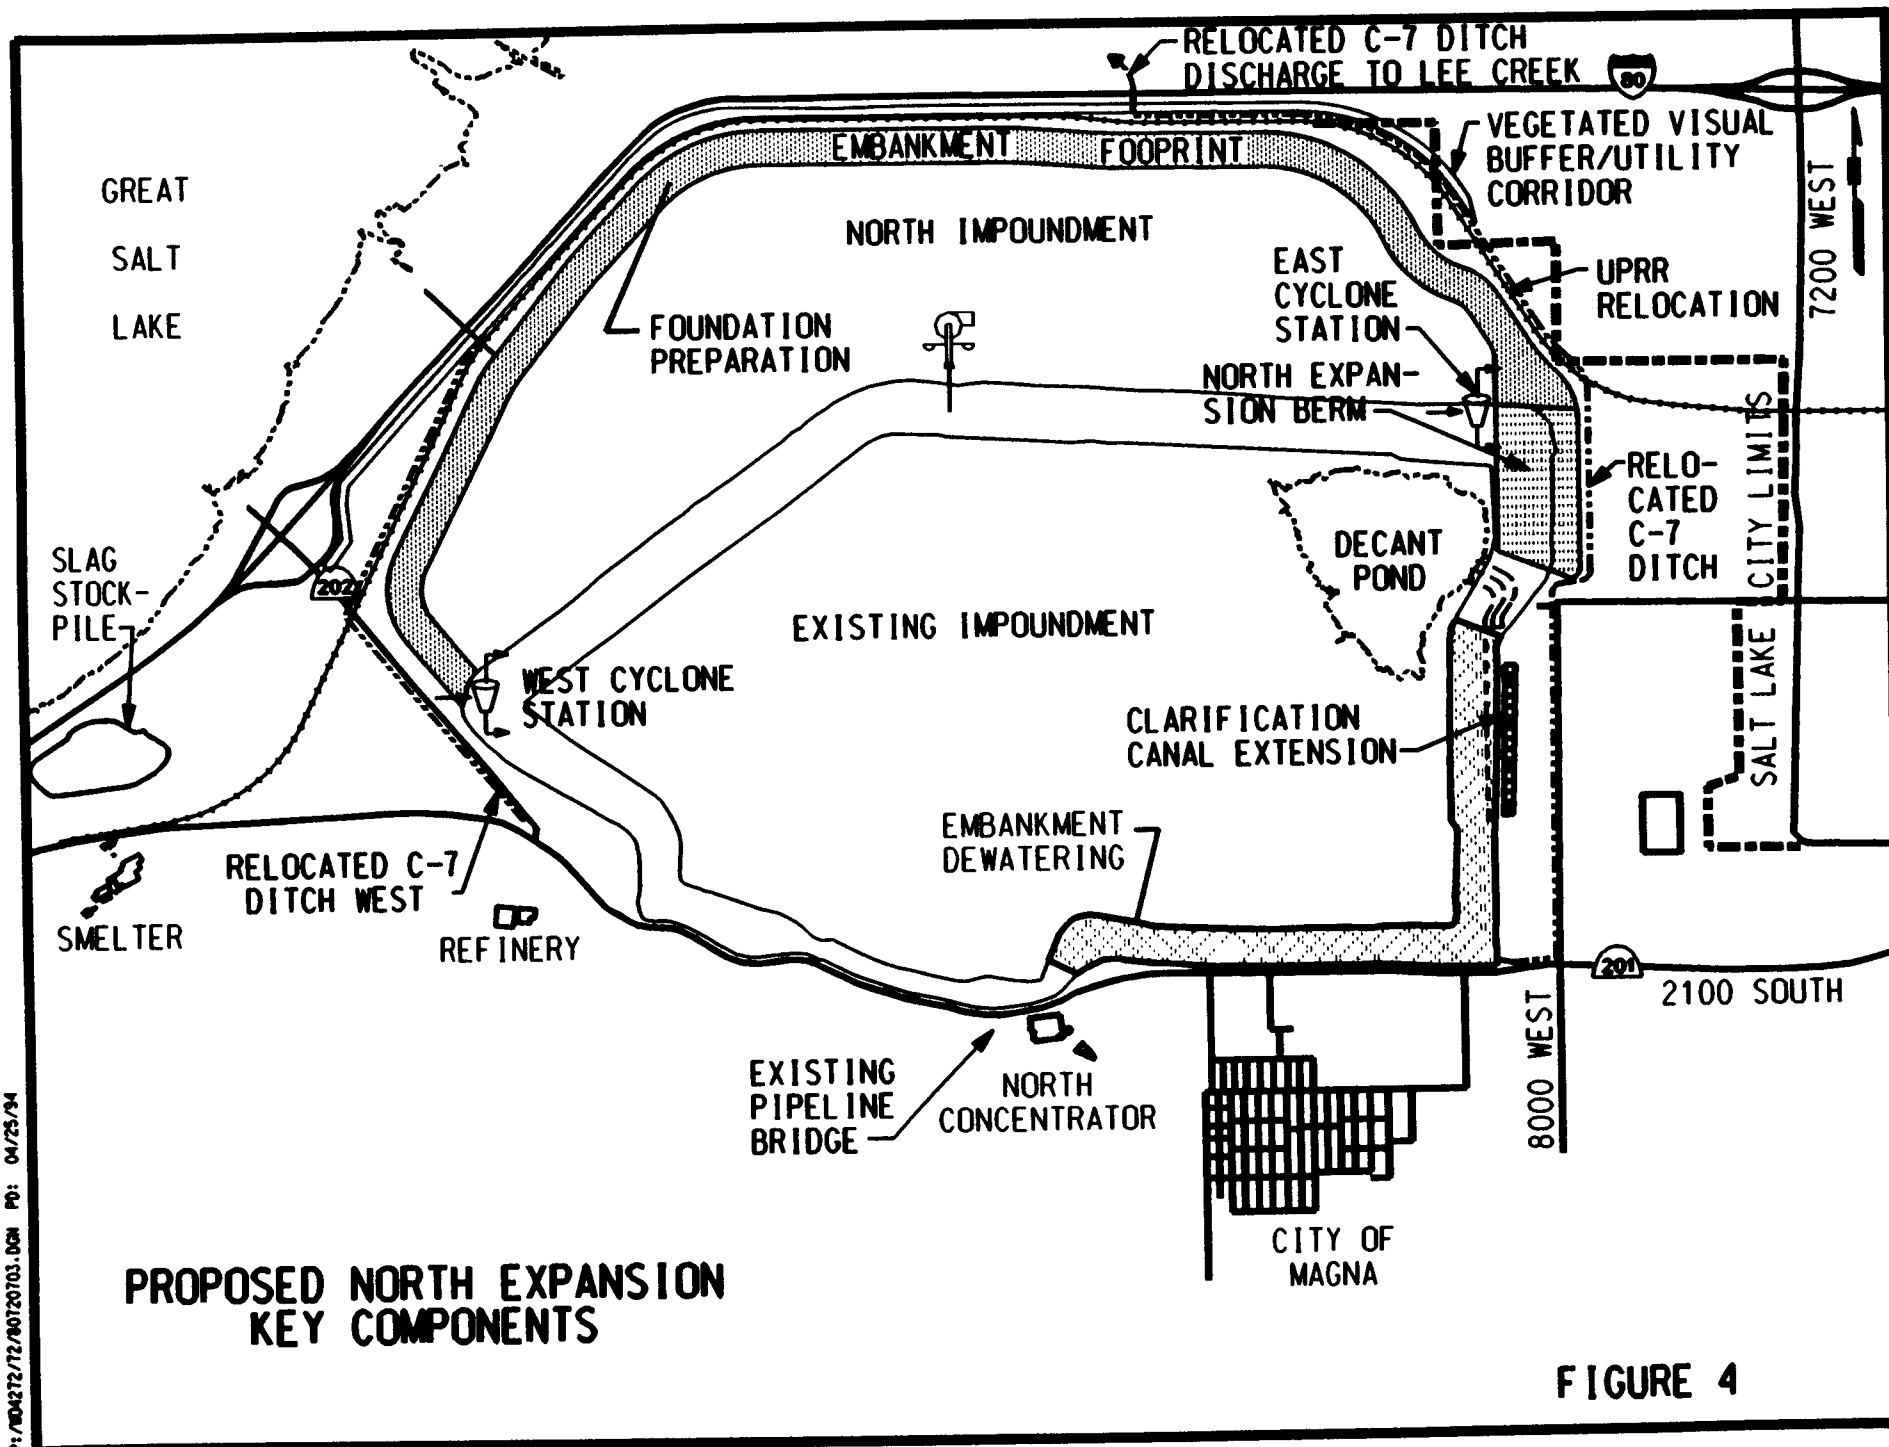 RELOCATED C-7 DITCH
DISCHARGE TO LEE CREEK
80
VEGETATED VISUAL
BUFFER/UTILITY
CORRIDOR
7200 WEST
EMBANKMENT FOOPRINT
GREAT
SALT
LAKE
NORTH IMPOUNDMENT
EAST
CYCLONE
STATION
UPRR
RELOCATION
FOUNDATION
PREPARATION
NORTH EXPAN-
SION BERM
RELO-
CATED
C-7
DITCH
SALT LAKE CITY LIMITS
DECANT
POND
SLAG
STOCK-
PILE
202
EXISTING IMPOUNDMENT
WEST CYCLONE
STATION
CLARIFICATION
CANAL EXTENSION
EMBANKMENT
DEWATERING
RELOCATED C-7
DITCH WEST
SMELTER
REFINERY
201
2100 SOUTH
8000 WEST
EXISTING
PIPELINE
BRIDGE
NORTH
CONCENTRATOR
CITY OF
MAGNA
PROPOSED NORTH EXPANSION
KEY COMPONENTS
FIGURE 4
PD: 04/25/94